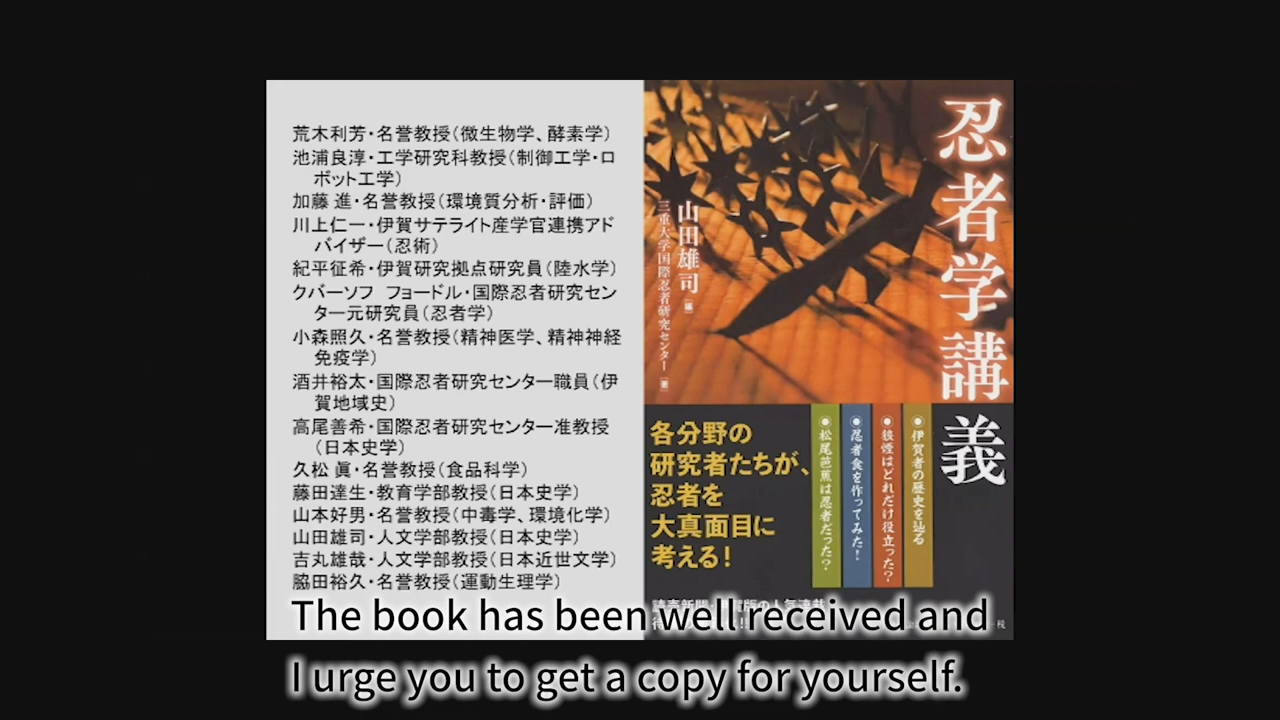 荒木利芳・名誉教授（微生物学、酵素学）
池浦良淳・工学研究科教授（制御工学・ロ
ボット工学）
加藤 進・名誉教授（環境質分析・評価）
川上仁一・伊賀サテライト産学官連携アド
バイザー（忍術）
紀平征希・伊賀研究拠点研究員（陸水学）
クバーソフ フョードル・国際忍者研究セン
ター元研究員（忍者学）
小森照久・名誉教授（精神医学、精神神経
免疫学）
酒井裕太・国際忍者研究センター職員（伊
賀地域史）
高尾善希・国際忍者研究センター准教授
（日本史学）
久松 眞・名誉教授（食品科学）
藤田達生・教育学部教授（日本史学）
山本好男・名誉教授（中毒学、環境化学）
山田雄司・人文学部教授（日本史学）
吉丸雄哉・人文学部教授（日本近世文学）
脇田裕久・名誉教授（運動生理学）
忍者学講義
山田雄司［編］
三重大学国際忍者研究センター［著］
伊賀者の歴史を辿る
狼煙はどれだけ役立った？
忍者食を作ってみた！
松尾芭蕉は忍者だった？
各分野の
研究者たちが、
忍者を
大真面目に
考える！
The book has been well received and
I urge you to get a copy for yourself.